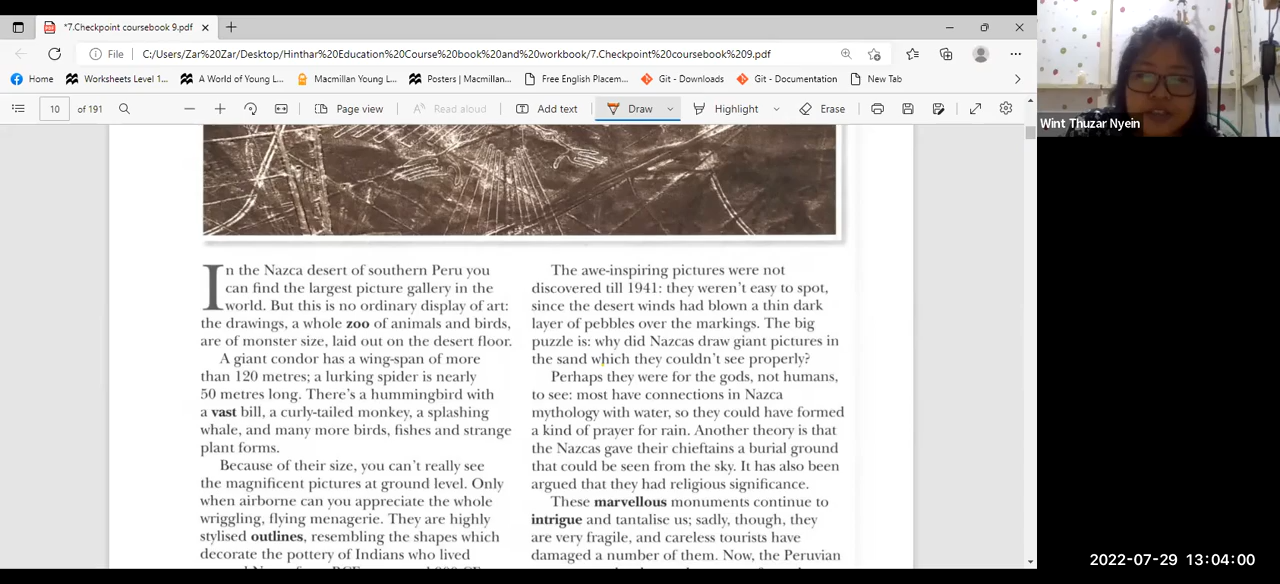 *7.Checkpoint coursebook 9.pdf
File C:/Users/Zar%20Zar/Desktop/Hinthar%20Education%20Course%20book%20and%20workbook/7.Checkpoint%20coursebook%209.pdf
Home Worksheets Level 1... A World of Young L... Macmillan Young L... Posters | Macmillan... Free English Placem... Git - Downloads Git - Documentation New Tab
10 of 191 Page view Read aloud Add text Draw Highlight Erase
Wint Thuzar Nyein
In the Nazca desert of southern Peru you
can find the largest picture gallery in the
world. But this is no ordinary display of art:
the drawings, a whole zoo of animals and birds,
are of monster size, laid out on the desert floor.
A giant condor has a wing-span of more
than 120 metres; a lurking spider is nearly
50 metres long. There's a hummingbird with
a vast bill, a curly-tailed monkey, a splashing
whale, and many more birds, fishes and strange
plant forms.
Because of their size, you can't really see
the magnificent pictures at ground level. Only
when airborne can you appreciate the whole
wriggling, flying menagerie. They are highly
stylised outlines, resembling the shapes which
decorate the pottery of Indians who lived
The awe-inspiring pictures were not
discovered till 1941: they weren't easy to spot,
since the desert winds had blown a thin dark
layer of pebbles over the markings. The big
puzzle is: why did Nazcas draw giant pictures in
the sand which they couldn't see properly?
Perhaps they were for the gods, not humans,
to see: most have connections in Nazca
mythology with water, so they could have formed
a kind of prayer for rain. Another theory is that
the Nazcas gave their chieftains a burial ground
that could be seen from the sky. It has also been
argued that they had religious significance.
These marvellous monuments continue to
intrigue and tantalise us; sadly, though, they
are very fragile, and careless tourists have
damaged a number of them. Now, the Peruvian
2022-07-29 13:04:00